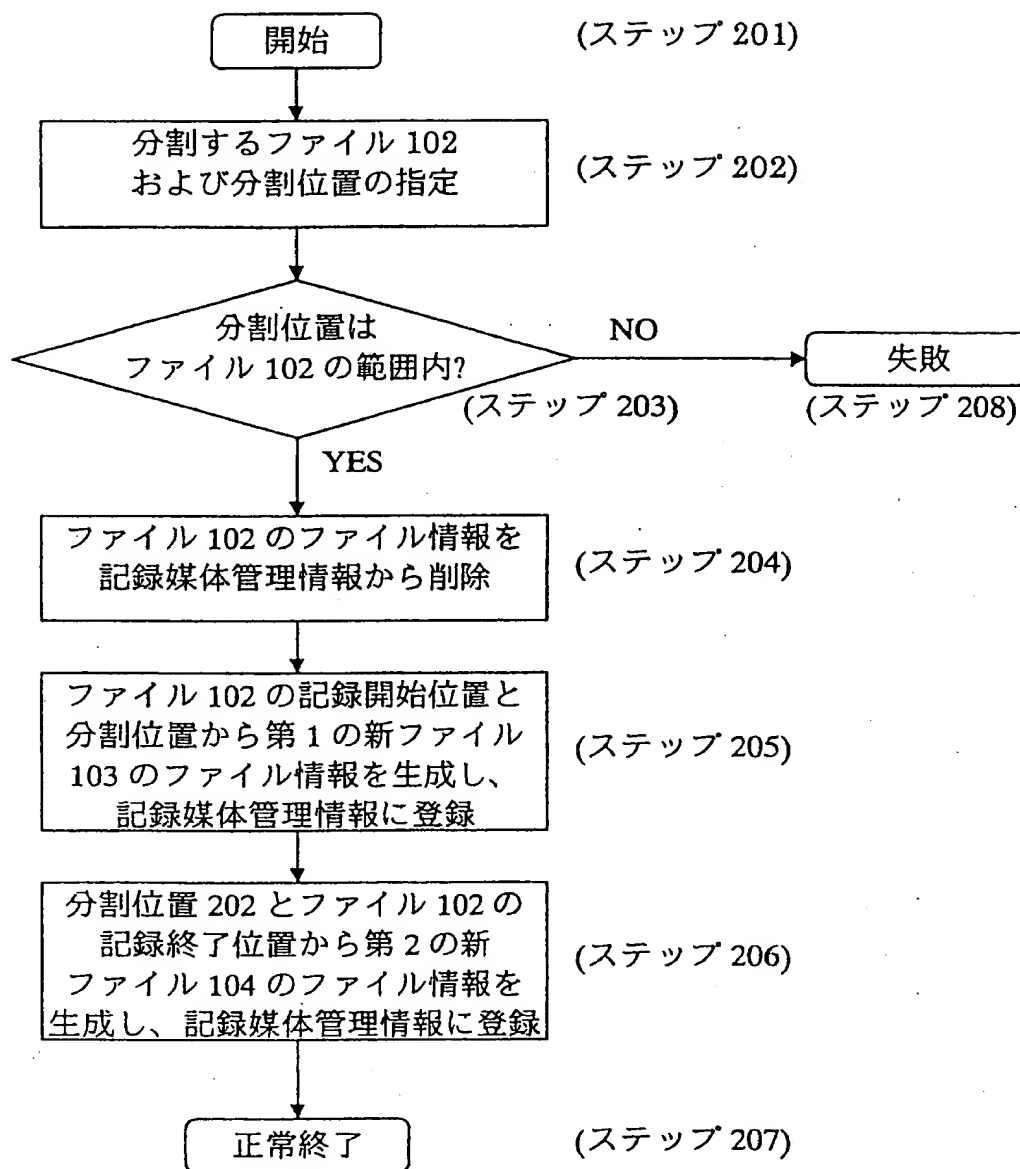 開始
(ステップ 201)
分割するファイル 102
および分割位置の指定
(ステップ 202)
分割位置は
ファイル 102 の範囲内?
(ステップ 203)
NO
失敗
(ステップ 208)
YES
ファイル 102 のファイル情報を
記録媒体管理情報から削除
(ステップ 204)
ファイル 102 の記録開始位置と
分割位置から第 1 の新ファイル
103 のファイル情報を生成し、
記録媒体管理情報に登録
(ステップ 205)
分割位置 202 とファイル 102 の
記録終了位置から第 2 の新
ファイル 104 のファイル情報を
生成し、記録媒体管理情報に登録
(ステップ 206)
正常終了
(ステップ 207)